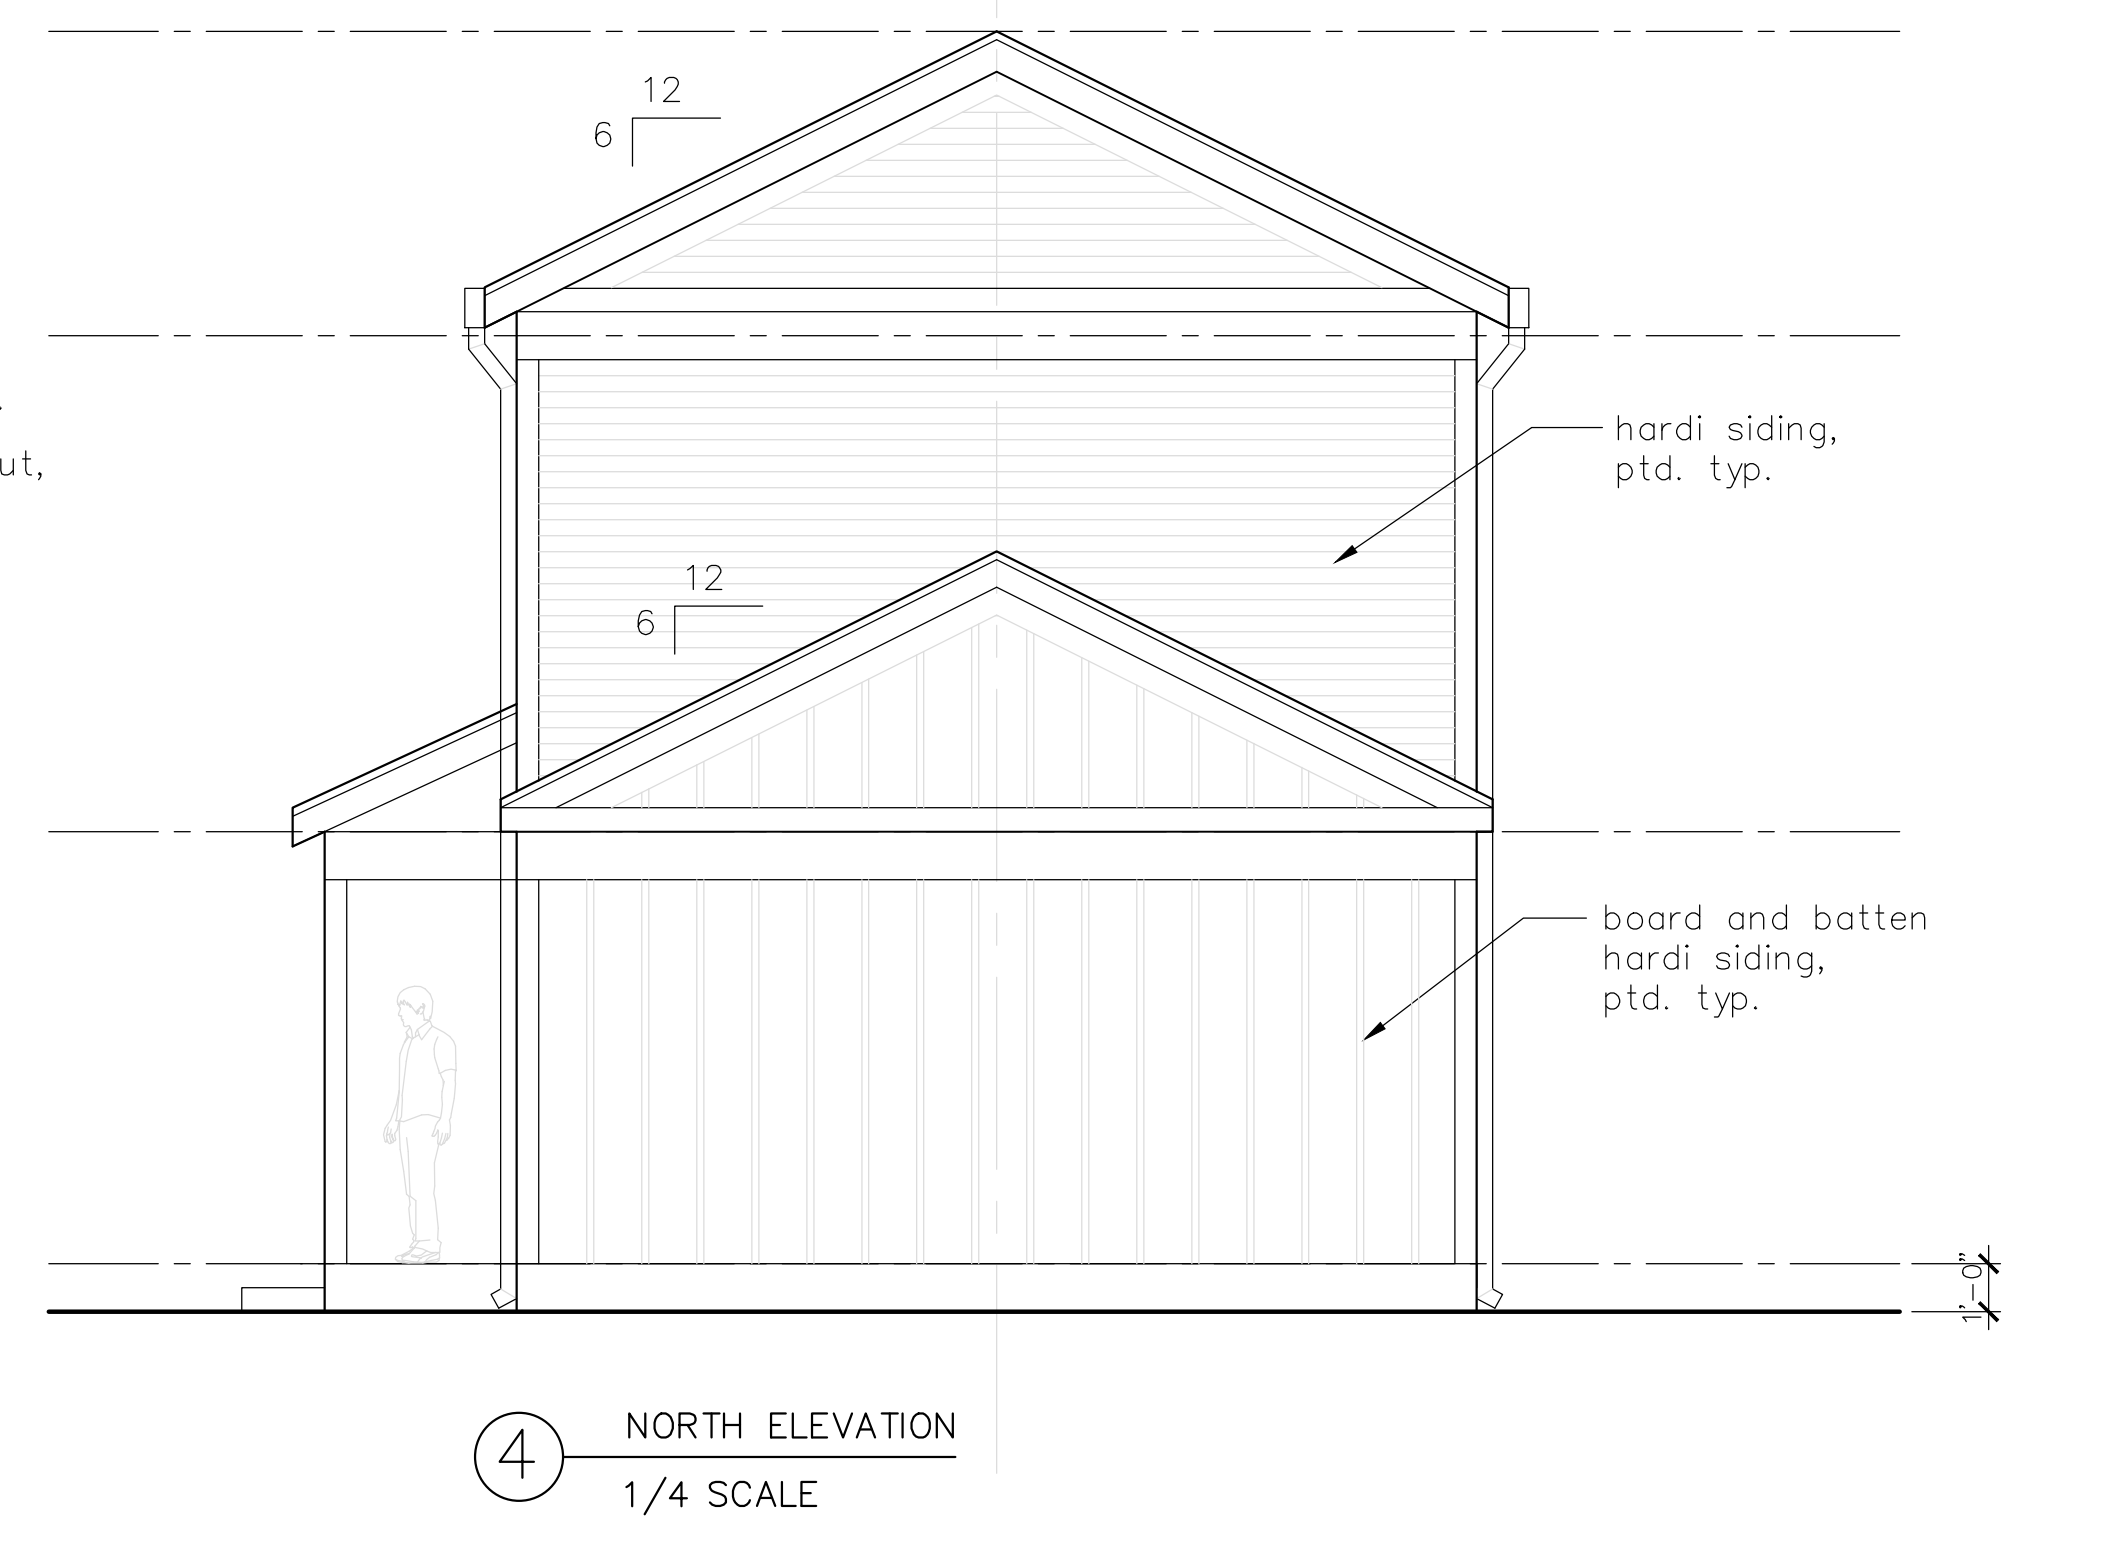 12
6
.
ut,
hardi siding,
ptd. typ.
12
6
board and batten
hardi siding,
ptd. typ.
1'-0"
4
NORTH ELEVATION
1/4 SCALE